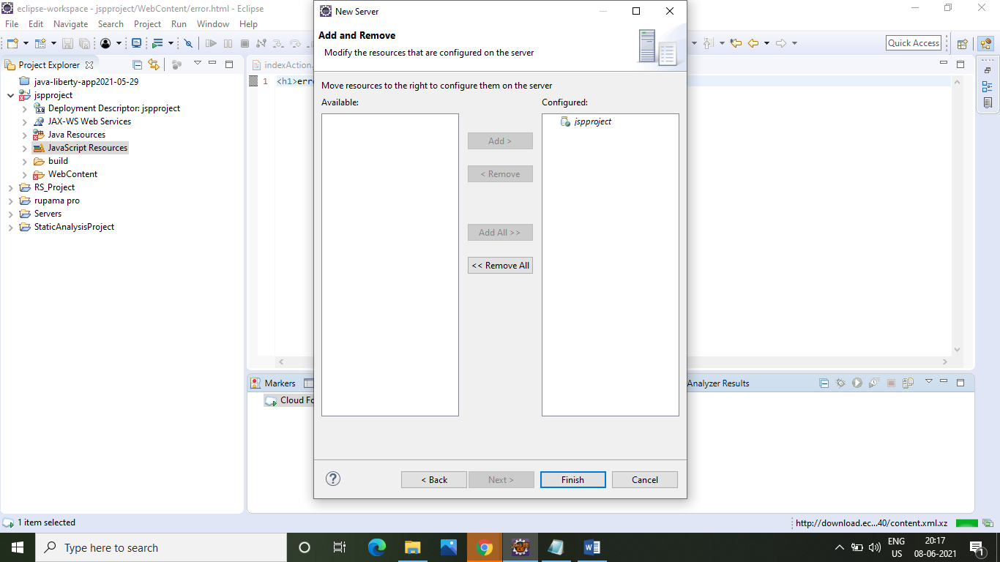 eclipse-workspace - jspproject/WebContent/error.html - Eclipse
File Edit Navigate Search Project Run Window Help
Quick Access
Project Explorer
java-liberty-app2021-05-29
jspproject
Deployment Descriptor: jspproject
JAX-WS Web Services
Java Resources
JavaScript Resources
build
WebContent
RS_Project
rupama pro
Servers
StaticAnalysisProject
indexAction.
1 <h1>erro
New Server
Add and Remove
Modify the resources that are configured on the server
Move resources to the right to configure them on the server
Available:
Configured:
jspproject
Add >
< Remove
Add All >>
<< Remove All
< Back
Next >
Finish
Cancel
Markers
Analyzer Results
Cloud Fo
1 item selected
http://download.ec...40/content.xml.xz
Type here to search
ENG
US
20:17
08-06-2021
1